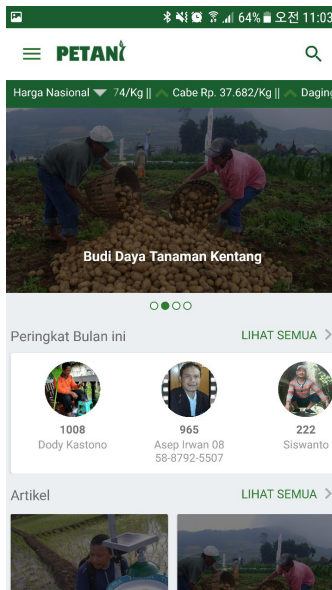 64% 오전 11:03
PETANI
Harga Nasional 74/Kg || Cabe Rp. 37.682/Kg || Daging
Budi Daya Tanaman Kentang
Peringkat Bulan ini LIHAT SEMUA
1008 965 222
Dody Kastono Asep Irwan 08 Siswanto
58-8792-5507
Artikel LIHAT SEMUA